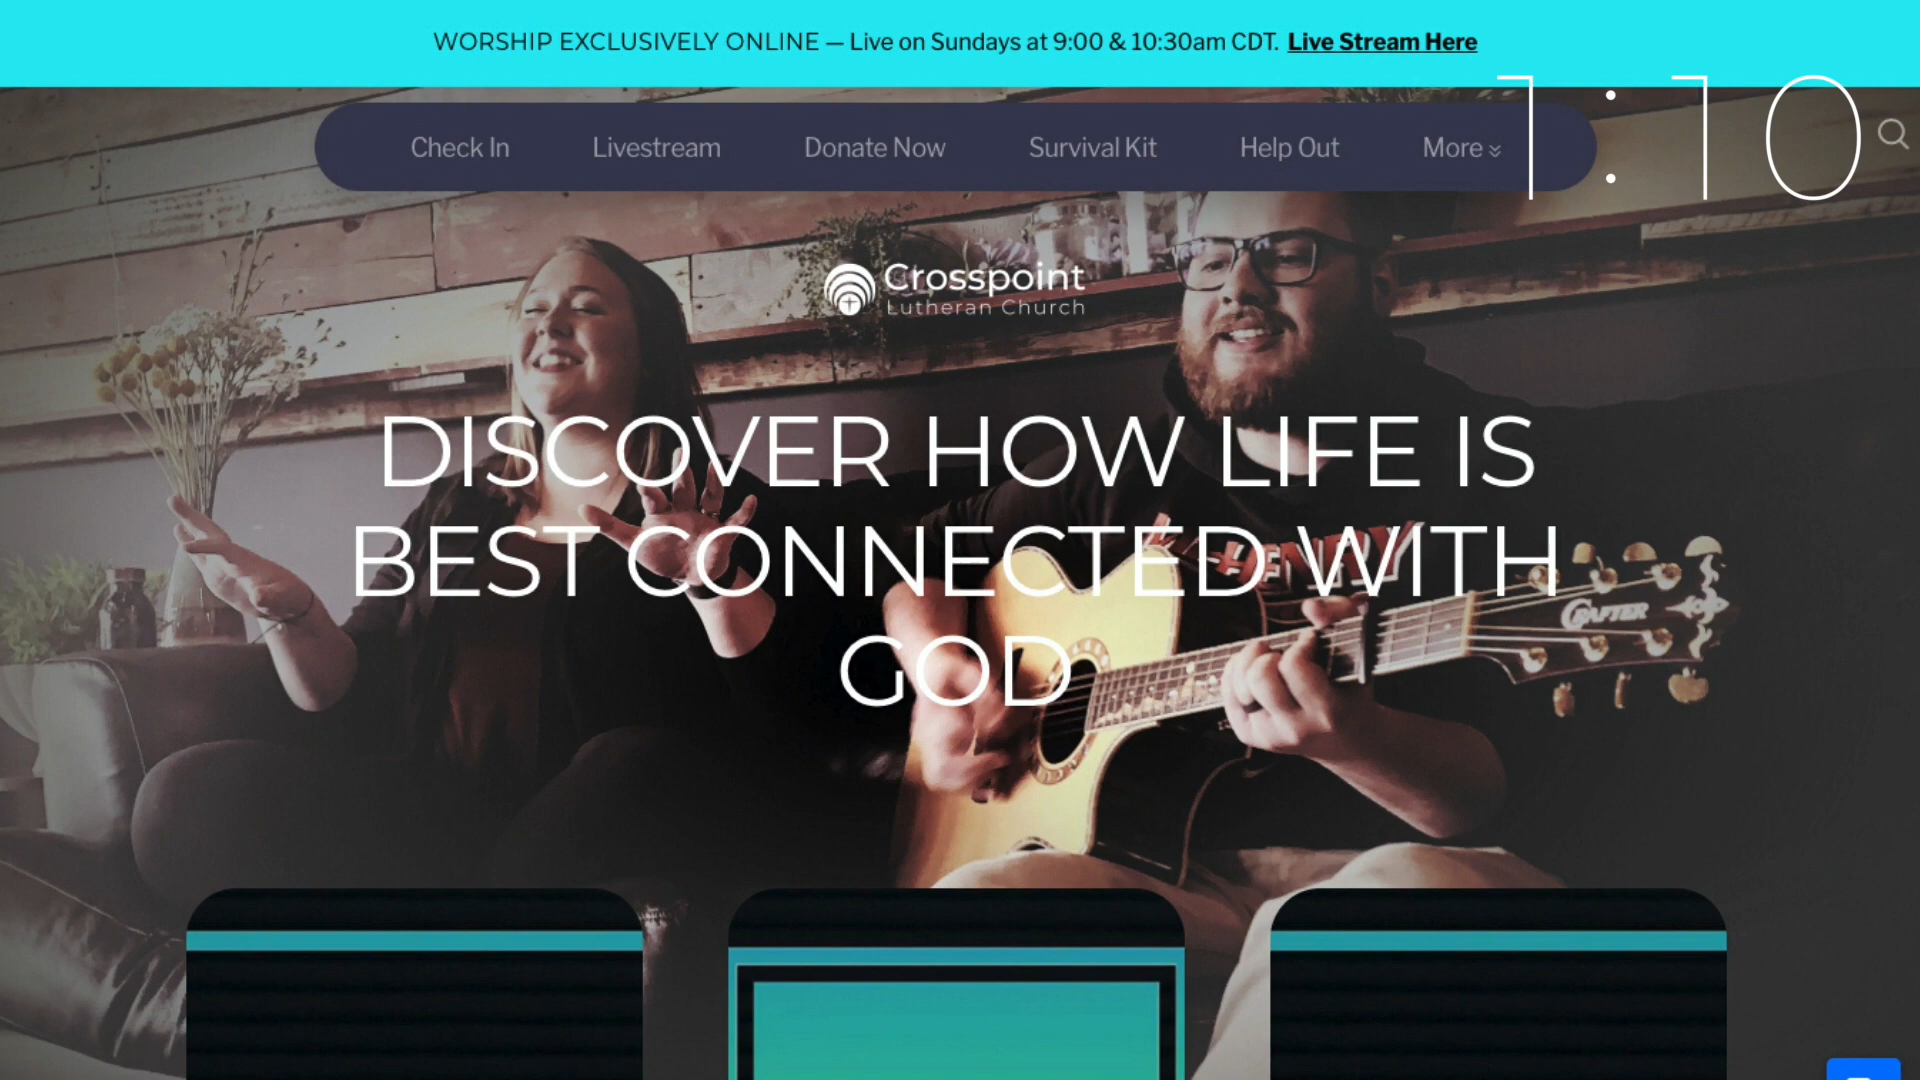 WORSHIP EXCLUSIVELY ONLINE — Live on Sundays at 9:00 & 10:30am CDT. Live Stream Here
1:10
Check In Livestream Donate Now Survival Kit Help Out More
Crosspoint
Lutheran Church
DISCOVER HOW LIFE IS
BEST CONNECTED WITH
GOD
CRAFTER